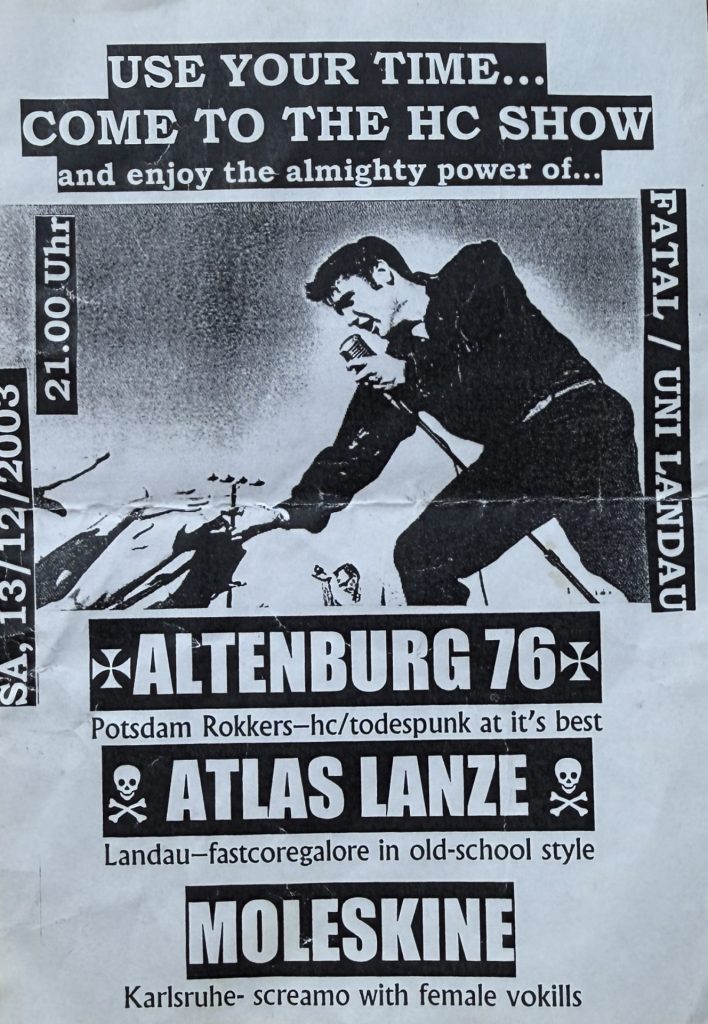 USE YOUR TIME...
COME TO THE HC SHOW
and enjoy the almighty power of...
SA, 13/12/2003
21.00 Uhr
FATAL / UNI LANDAU
ALTENBURG 76
Potsdam Rokkers–hc/todespunk at it's best
ATLAS LANZE
Landau–fastcoregalore in old-school style
MOLESKINE
Karlsruhe- screamo with female vokills